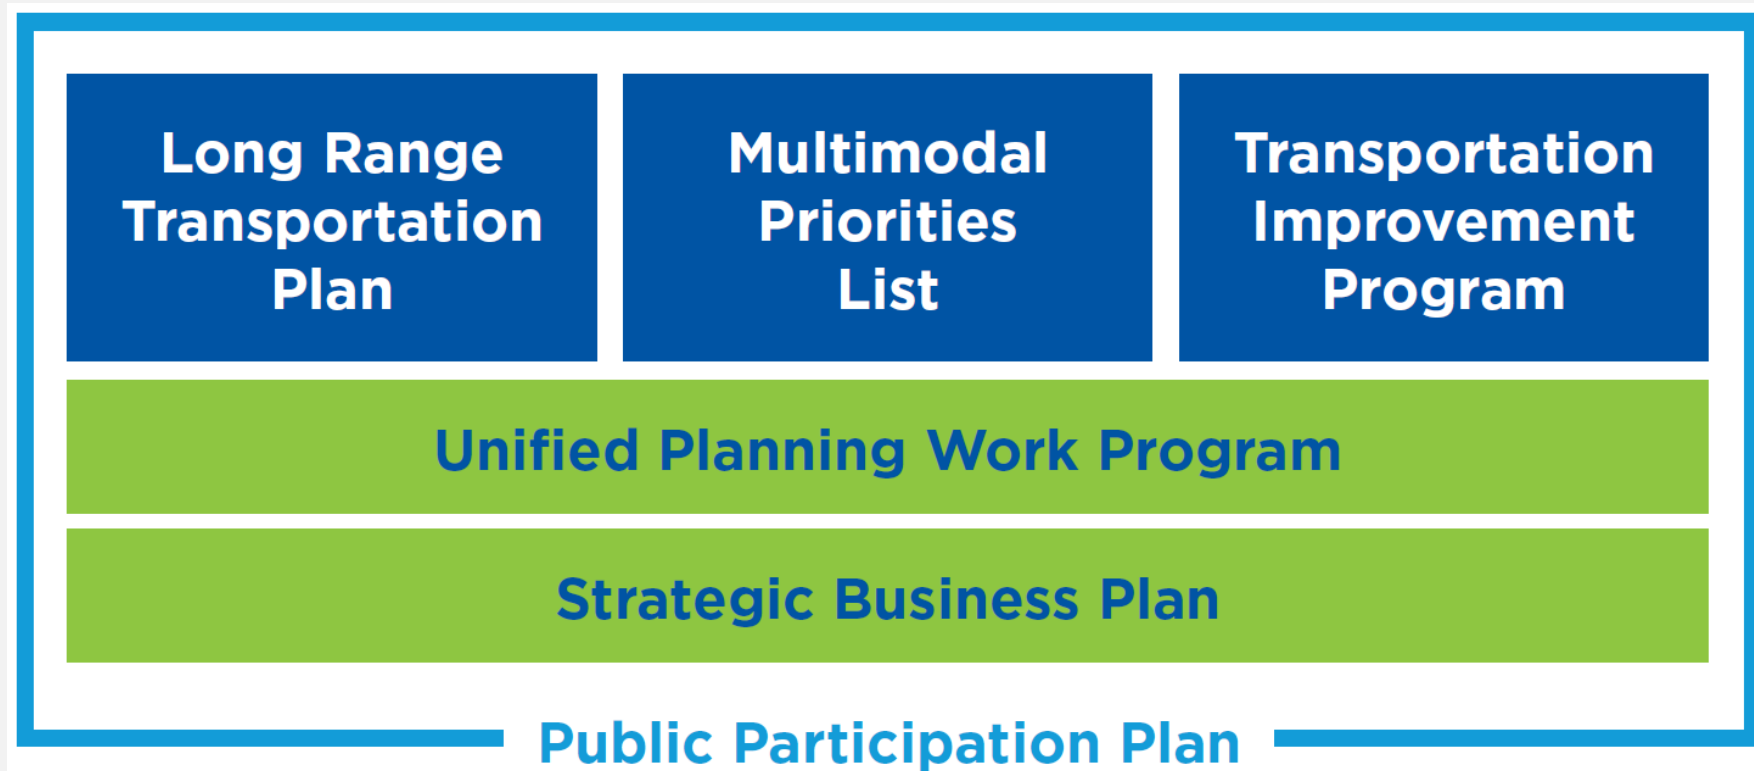 Long Range
Transportation
Plan
Multimodal
Priorities
List
Transportation
Improvement
Program
Unified Planning Work Program
Strategic Business Plan
Public Participation Plan